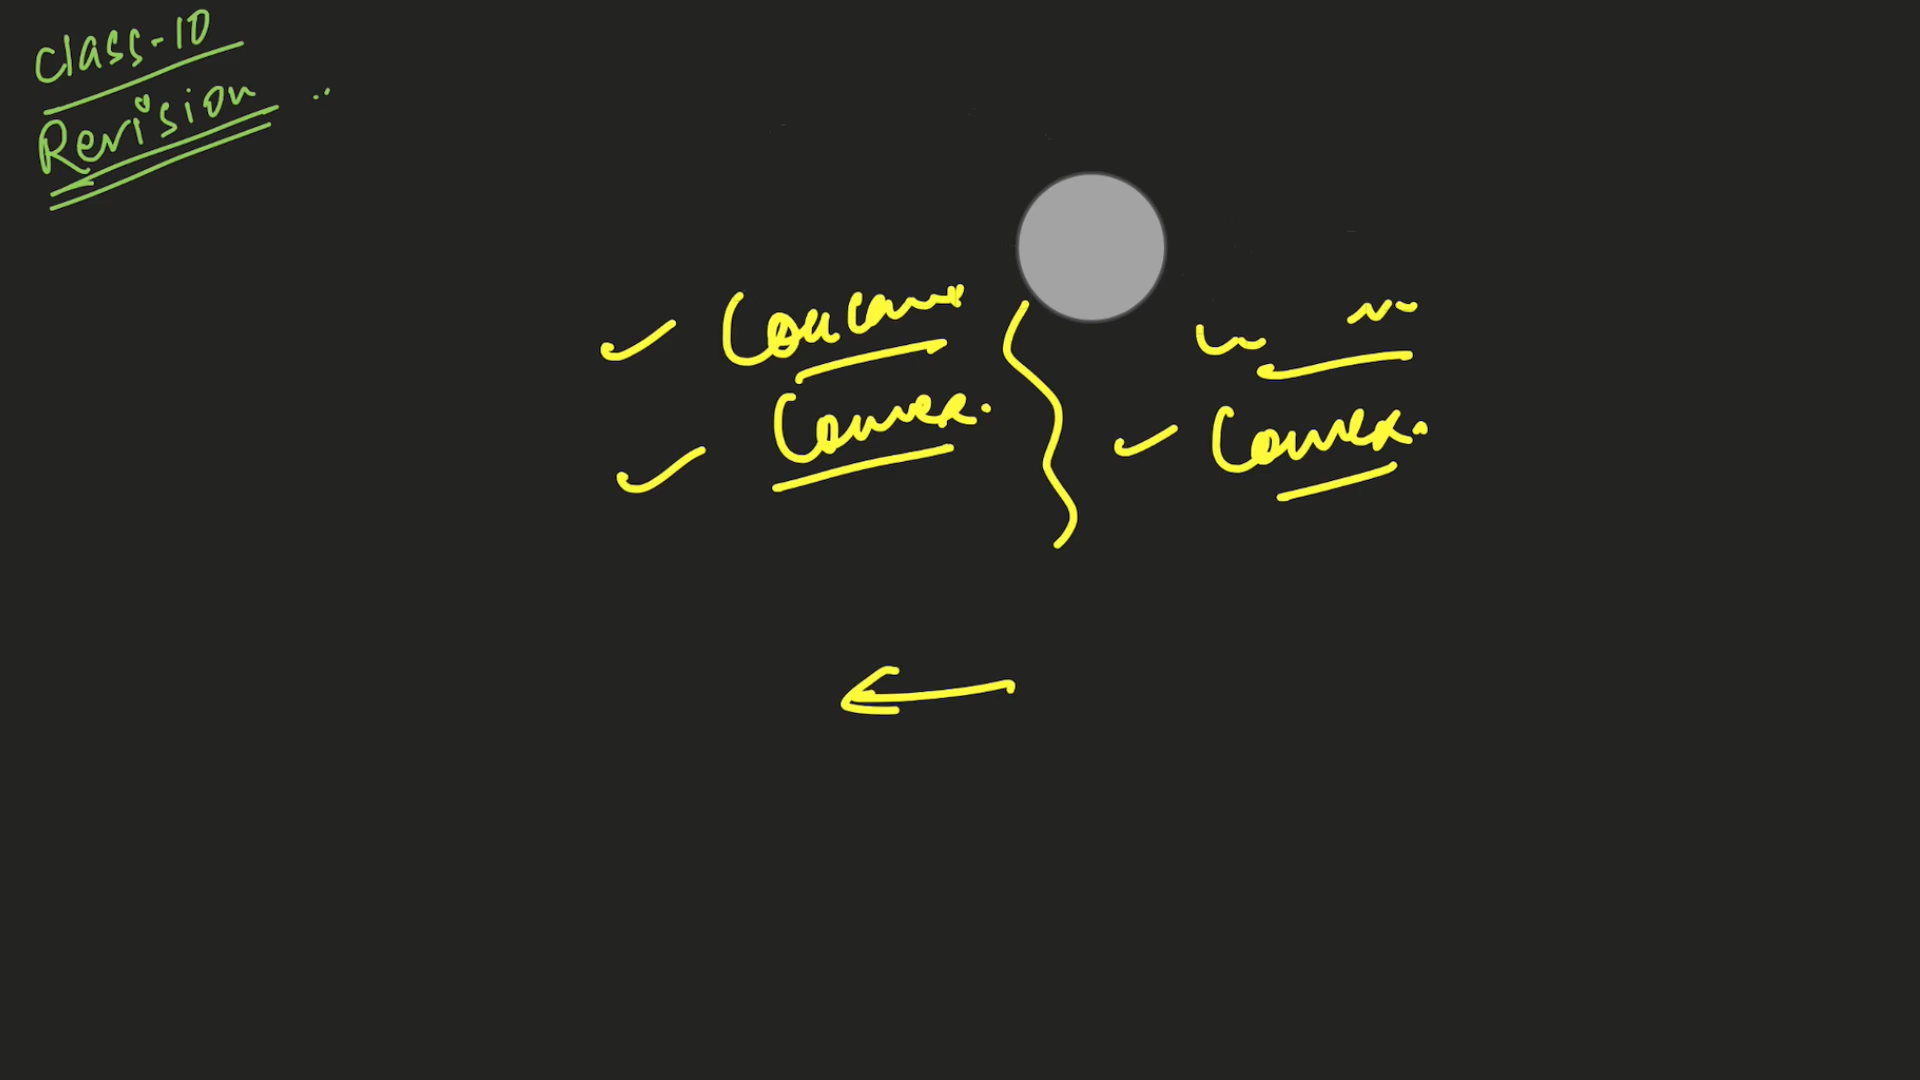 Class-10
Revision ..
Concave
Convex.
Convex.